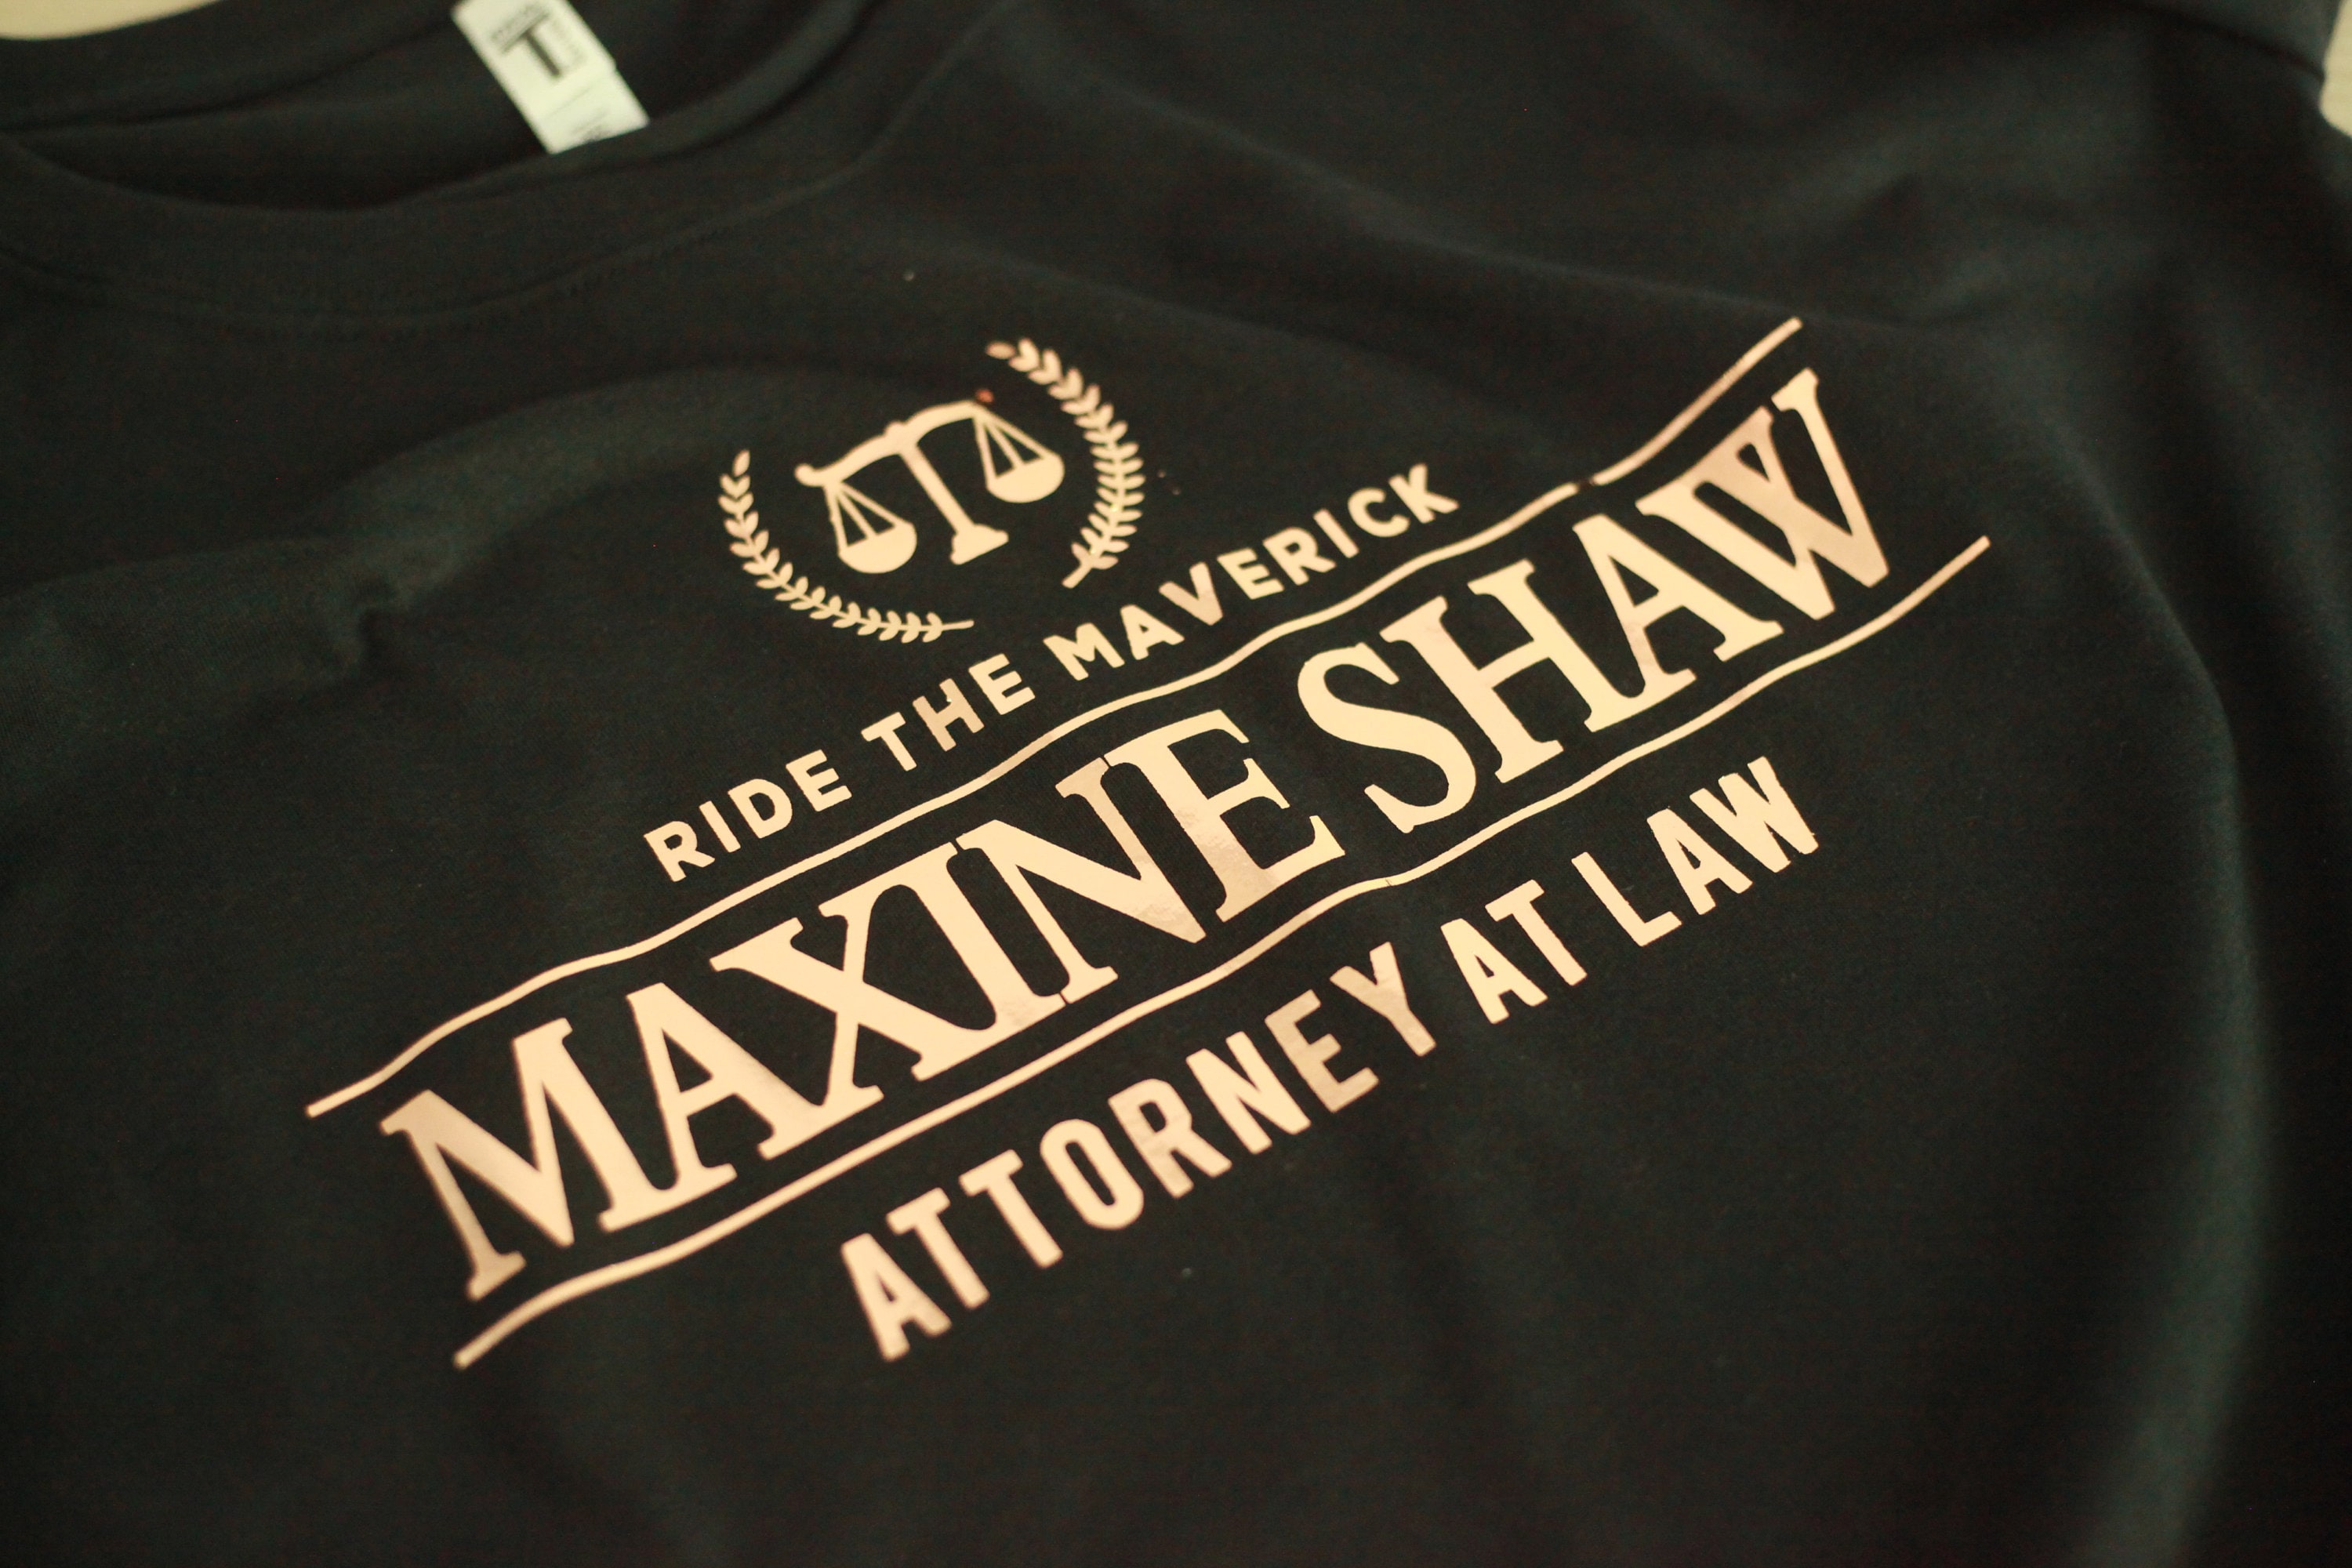 RIDE THE MAVERICK
MAXINE SHAW
ATTORNEY AT LAW